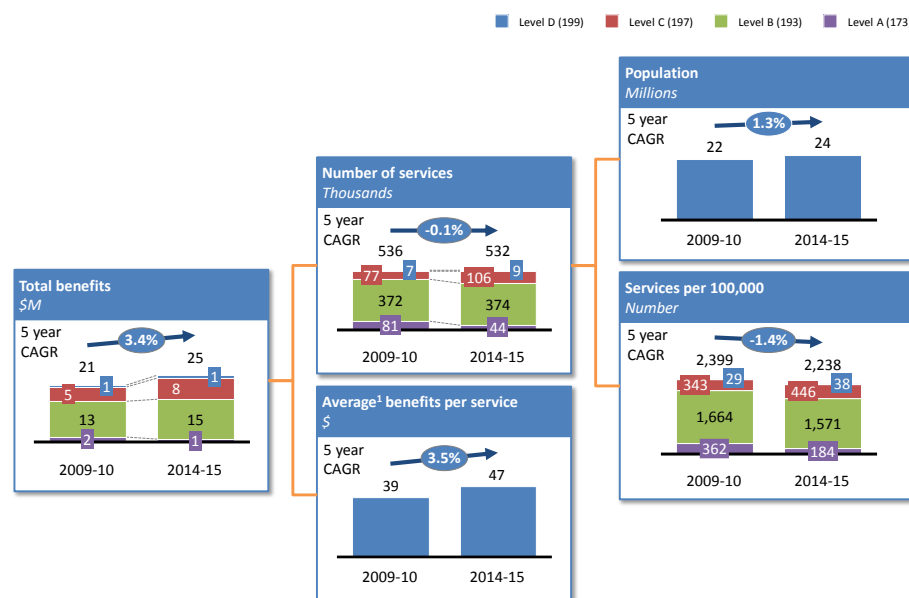 Level D (199) Level C (197) Level B (193) Level A (173
Population
Millions
5 year
CAGR
1.3%
22 24
2009-10 2014-15
Number of services
Thousands
5 year
CAGR
-0.1%
536 532
77 7 106 9
372 374
81 44
2009-10 2014-15
Total benefits
$M
5 year
CAGR
3.4%
21 25
5 1 8 1
13 15
2 1
2009-10 2014-15
Services per 100,000
Number
5 year
CAGR
-1.4%
2,399 2,238
343 29 446 38
1,664 1,571
362 184
2009-10 2014-15
Average¹ benefits per service
$
5 year
CAGR
3.5%
39 47
2009-10 2014-15